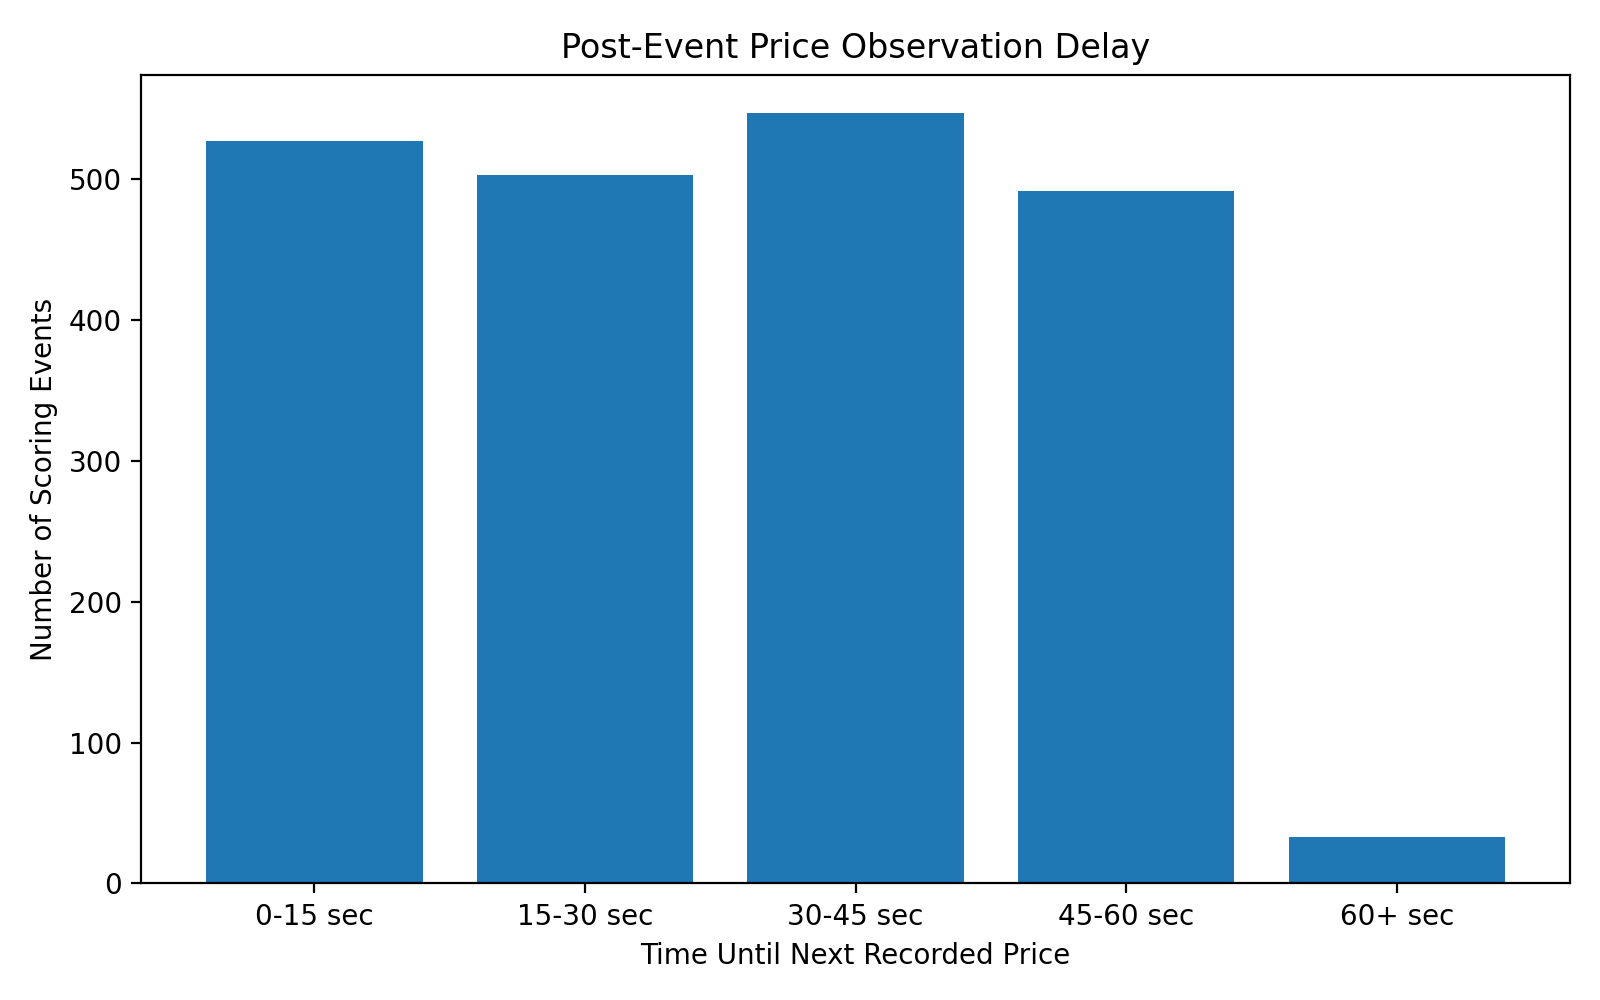 Post-Event Price Observation Delay
Number of Scoring Events
500
400
300
200
100
0
0-15 sec
15-30 sec
30-45 sec
45-60 sec
60+ sec
Time Until Next Recorded Price